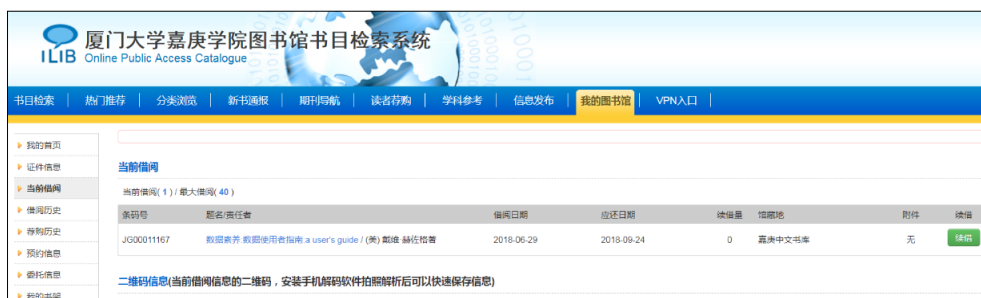 厦门大学嘉庚学院图书馆书目检索系统
ILIB Online Public Access Catalogue
书目检索 热门推荐 分类浏览 新书通报 期刊导航 读者荐购 学科参考 信息发布 我的图书馆 VPN入口
我的首页
证件信息
当前借阅
借阅历史
荐购历史
预约信息
委托信息
我的书架
当前借阅
当前借阅( 1 ) / 最大借阅( 40 )
条码号 题名/责任者 借阅日期 应还日期 续借量 馆藏地 附件 续借
JG00011167 数据素养:数据使用者指南:a user's guide / (美) 戴维·赫佐格著 2018-06-29 2018-09-24 0 嘉庚中文书库 无 续借
二维码信息(当前借阅信息的二维码，安装手机解码软件拍照解析后可以快速保存信息)